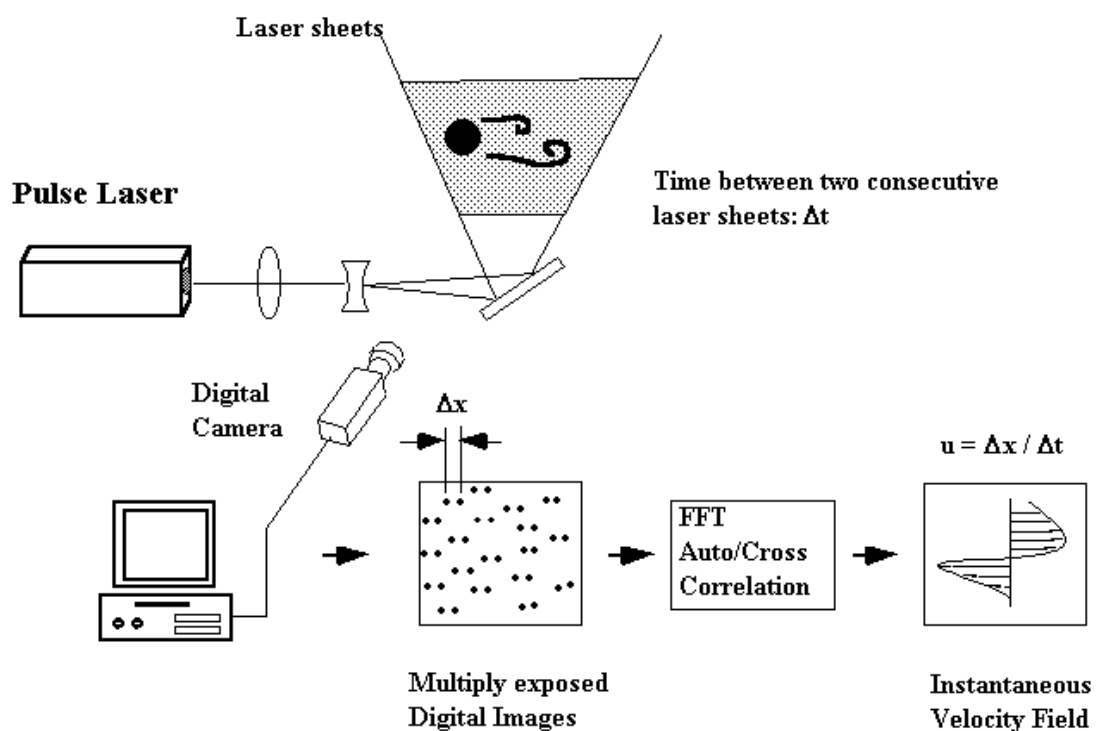 Laser sheets
Pulse Laser
Time between two consecutive
laser sheets: Δt
Digital
Camera
Δx
u = Δx / Δt
FFT
Auto/Cross
Correlation
Multiply exposed
Digital Images
Instantaneous
Velocity Field